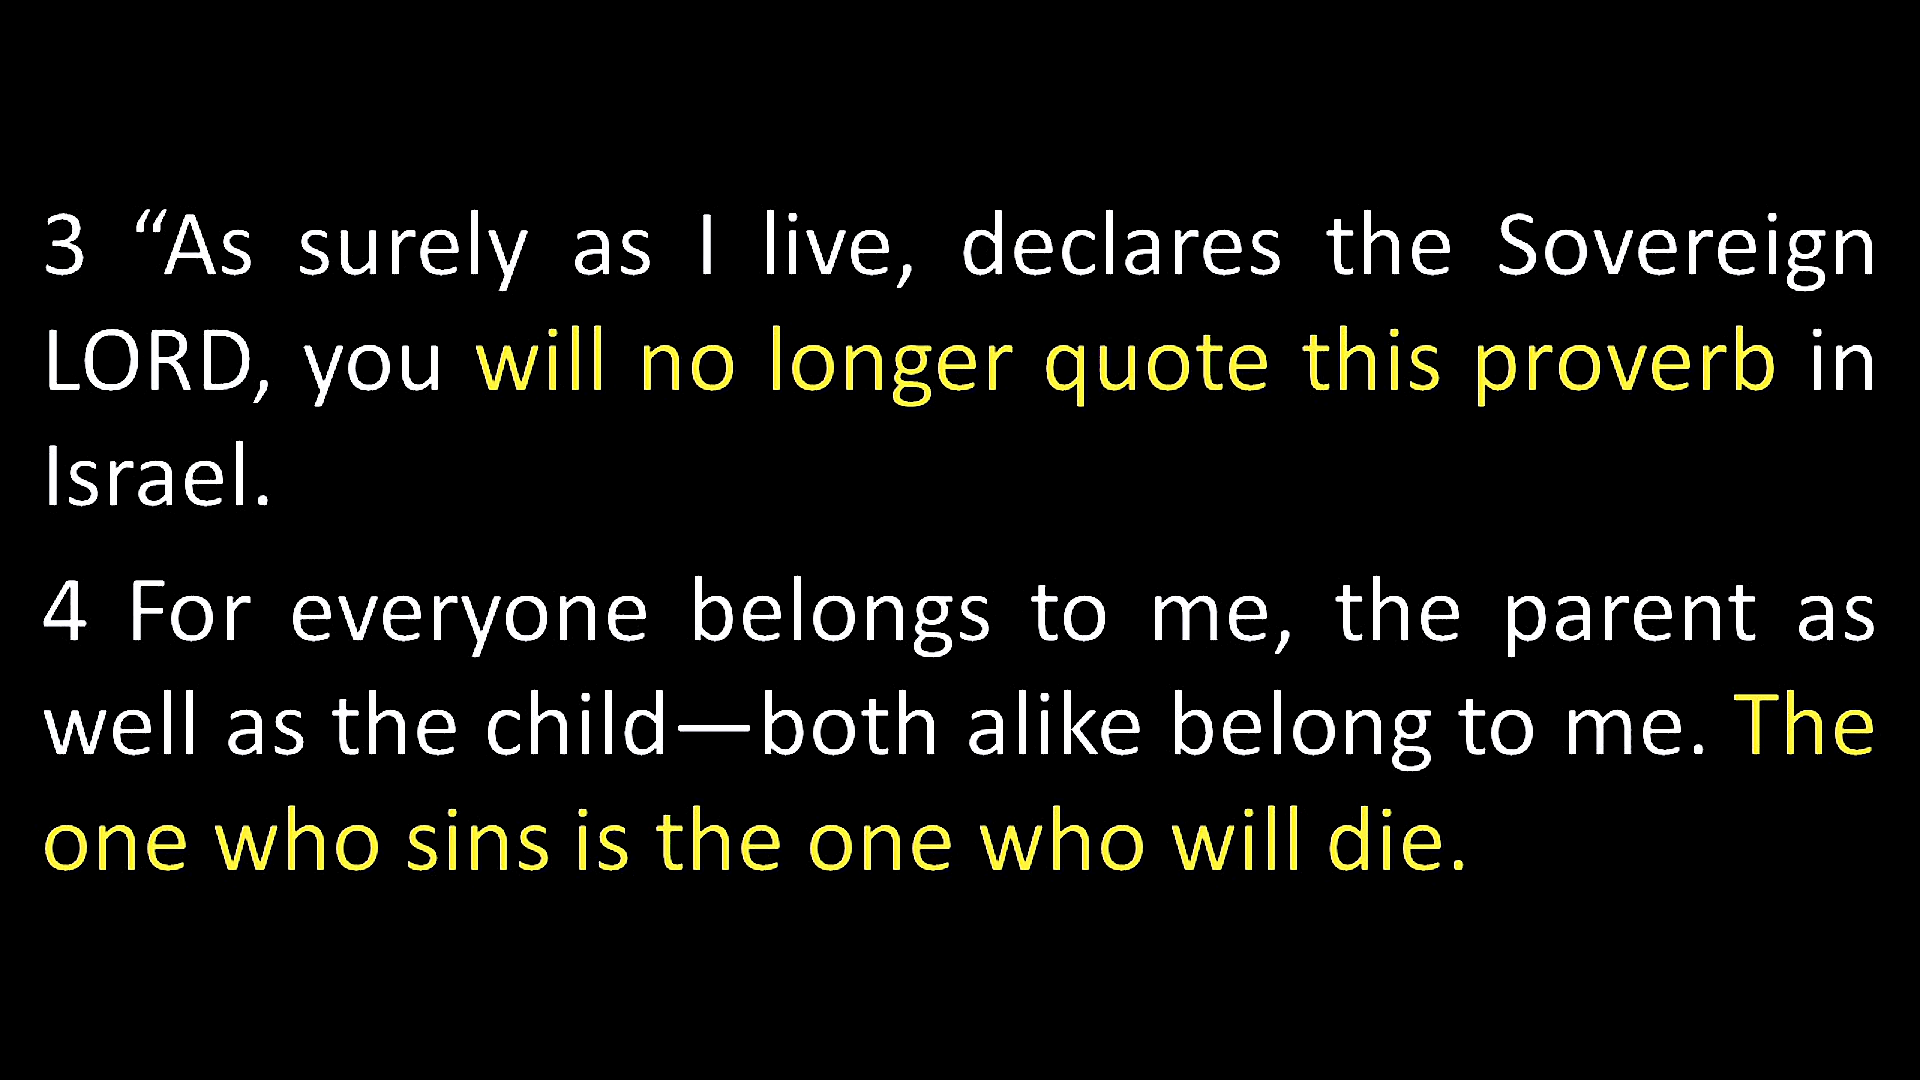 3 “As surely as I live, declares the Sovereign
LORD, you will no longer quote this proverb in
Israel.
4 For everyone belongs to me, the parent as
well as the child—both alike belong to me. The
one who sins is the one who will die.